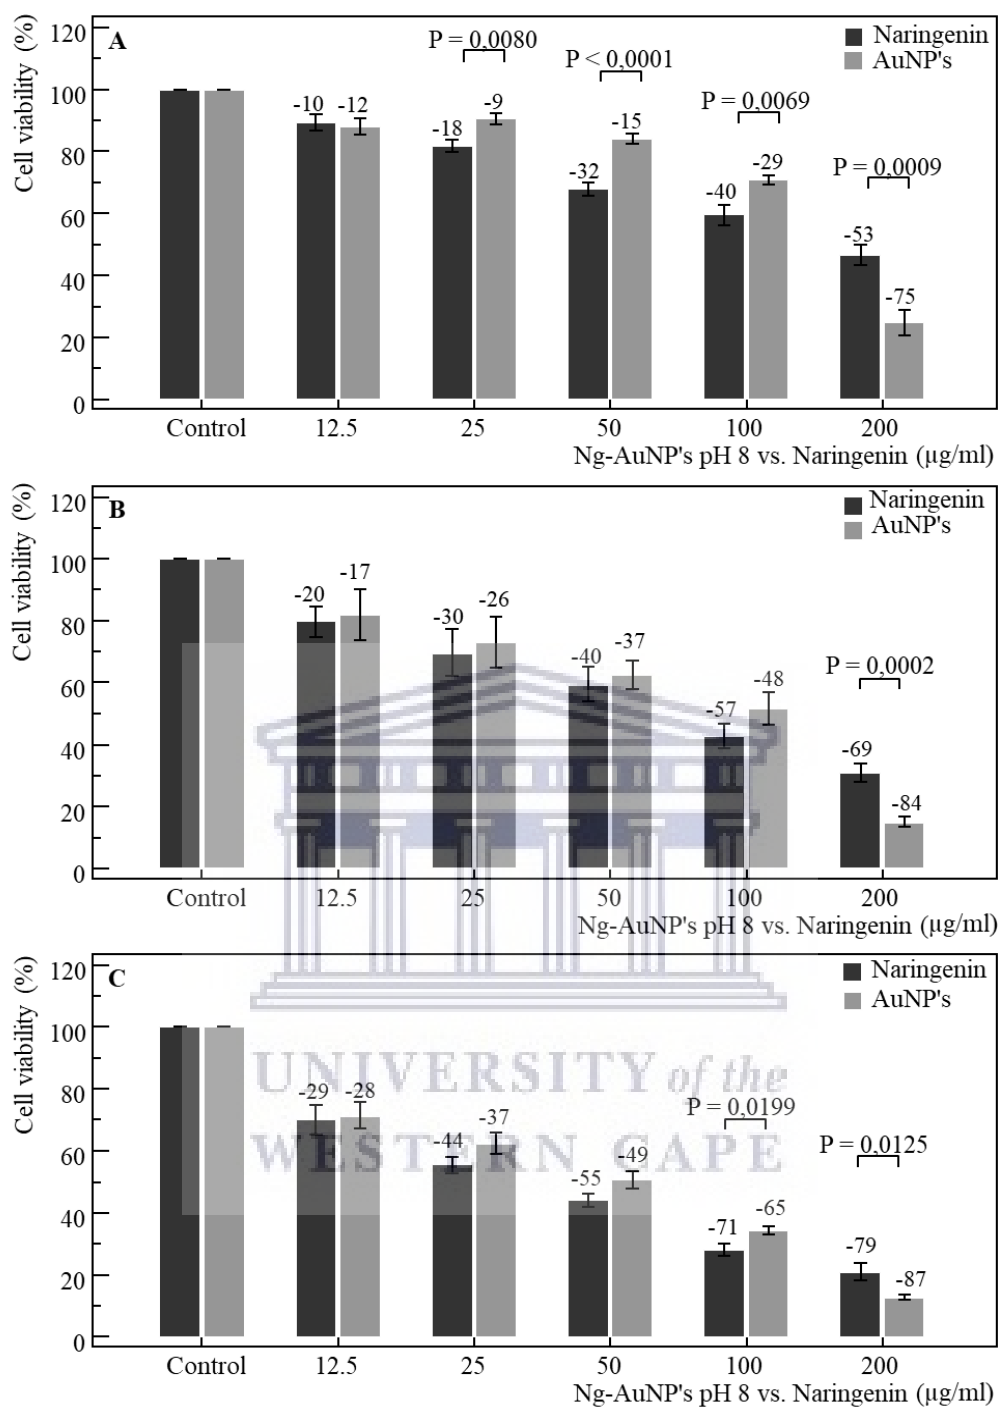 120
A
P = 0,0080
P < 0,0001
P = 0,0069
P = 0,0009
Naringenin
AuNP's
Cell viability (%)
100
80
60
40
20
0
-10 -12
-18
-9
-32
-15
-40
-29
-53
-75
Control 12.5 25 50 100 200
Ng-AuNP's pH 8 vs. Naringenin (µg/ml)
120
B
Naringenin
AuNP's
Cell viability (%)
100
80
60
40
20
0
-20
-17
-30
-26
-40
-37
-57
-48
P = 0,0002
-69
-84
Control 12.5 25 50 100 200
Ng-AuNP's pH 8 vs. Naringenin (µg/ml)
120
C
Naringenin
AuNP's
Cell viability (%)
100
80
60
40
20
0
UNIVERSITY of the
WESTERN CAPE
-29 -28
-44
-37
-55
-49
P = 0,0199
-71
-65
P = 0,0125
-79
-87
Control 12.5 25 50 100 200
Ng-AuNP's pH 8 vs. Naringenin (µg/ml)